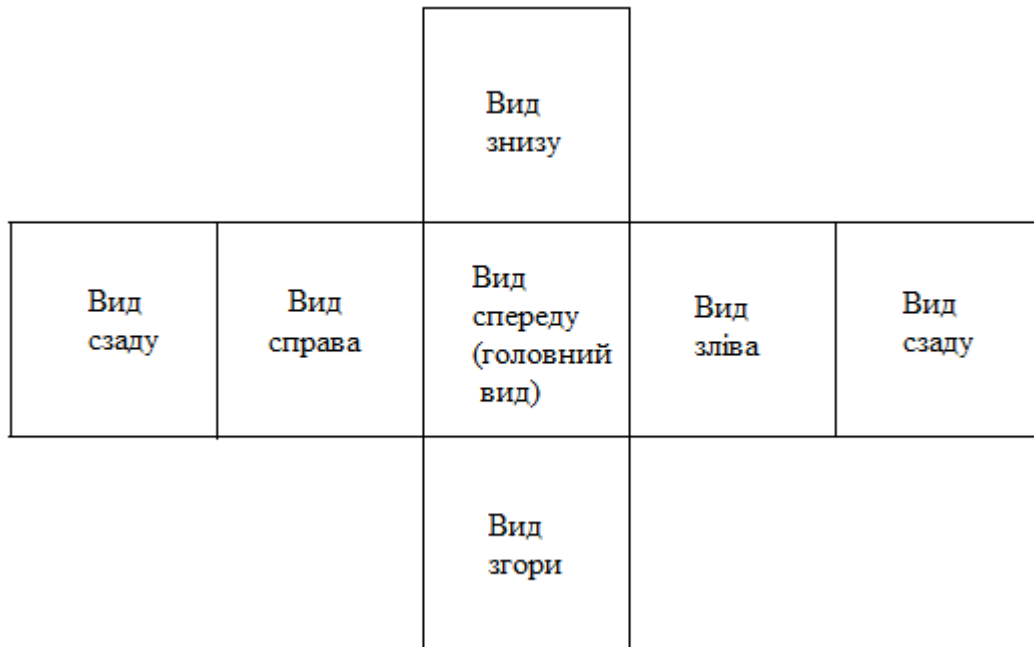 Вид
знизу
Вид
сзаду
Вид
справа
Вид
спереду
(головний
вид)
Вид
зліва
Вид
сзаду
Вид
згори